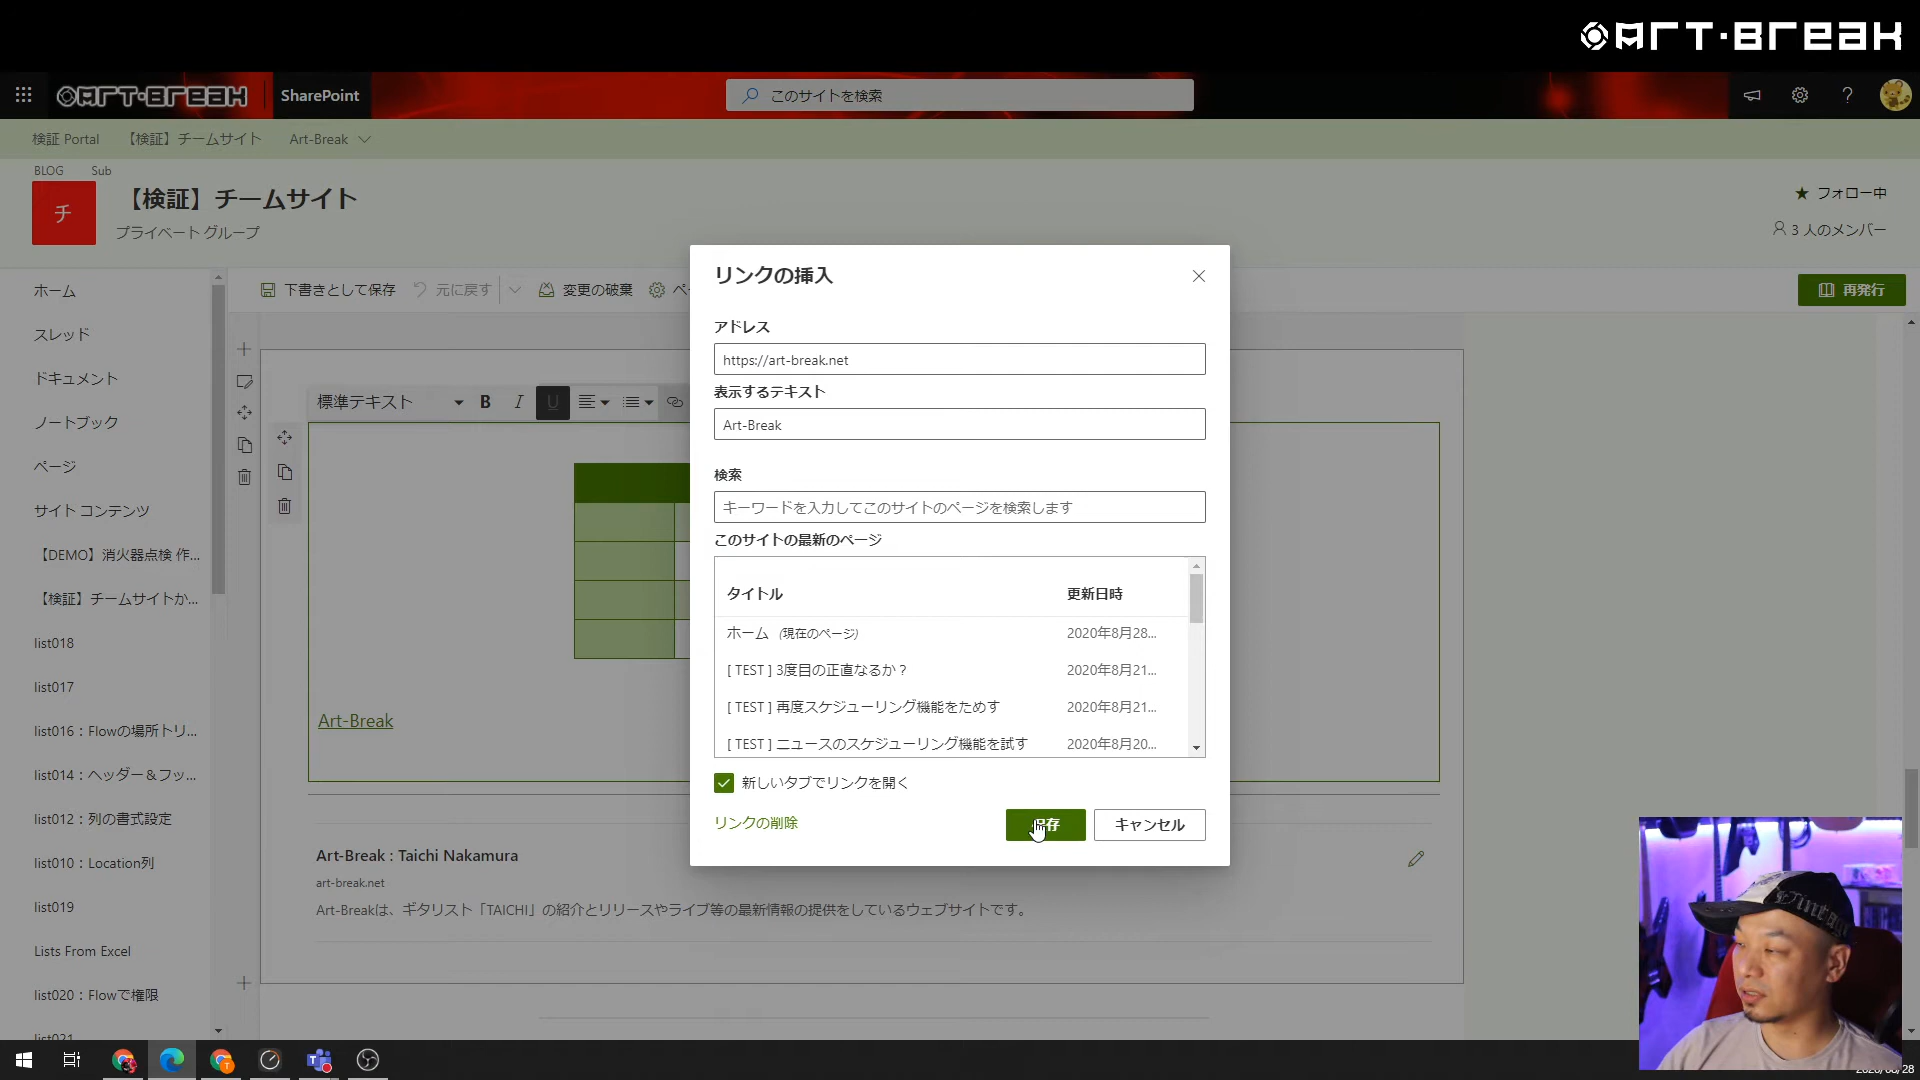 ART-BREAK
ART-BREAK
SharePoint
このサイトを検索
検証 Portal
【検証】チームサイト
Art-Break
BLOG
Sub
チ
【検証】チームサイト
プライベート グループ
★ フォロー中
3 人のメンバー
ホーム
スレッド
ドキュメント
ノートブック
ページ
サイト コンテンツ
【DEMO】消火器点検 作...
【検証】チームサイトか...
list018
list017
list016：Flowの場所トリ...
list014：ヘッダー＆フッ...
list012：列の書式設定
list010：Location列
list019
Lists From Excel
list020：Flowで権限
list021
下書きとして保存
元に戻す
変更の破棄
再発行
標準テキスト
B
I
U
Art-Break
リンクの挿入
アドレス
https://art-break.net
表示するテキスト
Art-Break
検索
キーワードを入力してこのサイトのページを検索します
このサイトの最新のページ
タイトル
更新日時
ホーム (現在のページ)
2020年8月28...
[ TEST ] 3度目の正直なるか？
2020年8月21...
[ TEST ] 再度スケジューリング機能をためす
2020年8月21...
[ TEST ] ニュースのスケジューリング機能を試す
2020年8月20...
新しいタブでリンクを開く
リンクの削除
保存
キャンセル
Art-Break : Taichi Nakamura
art-break.net
Art-Breakは、ギタリスト「TAICHI」の紹介とリリースやライブ等の最新情報の提供をしているウェブサイトです。
Vintage
2020/08/28